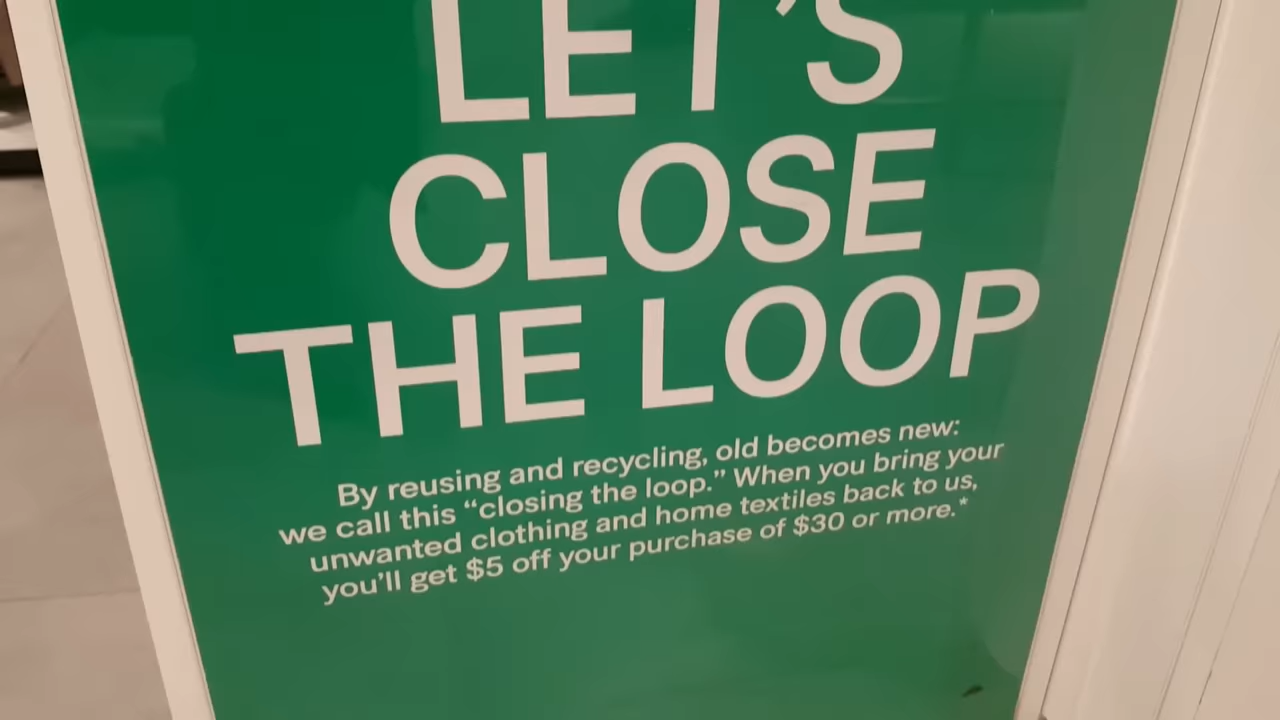 LET'S
CLOSE
THE LOOP
By reusing and recycling, old becomes new:
we call this “closing the loop.” When you bring your
unwanted clothing and home textiles back to us,
you'll get $5 off your purchase of $30 or more.*